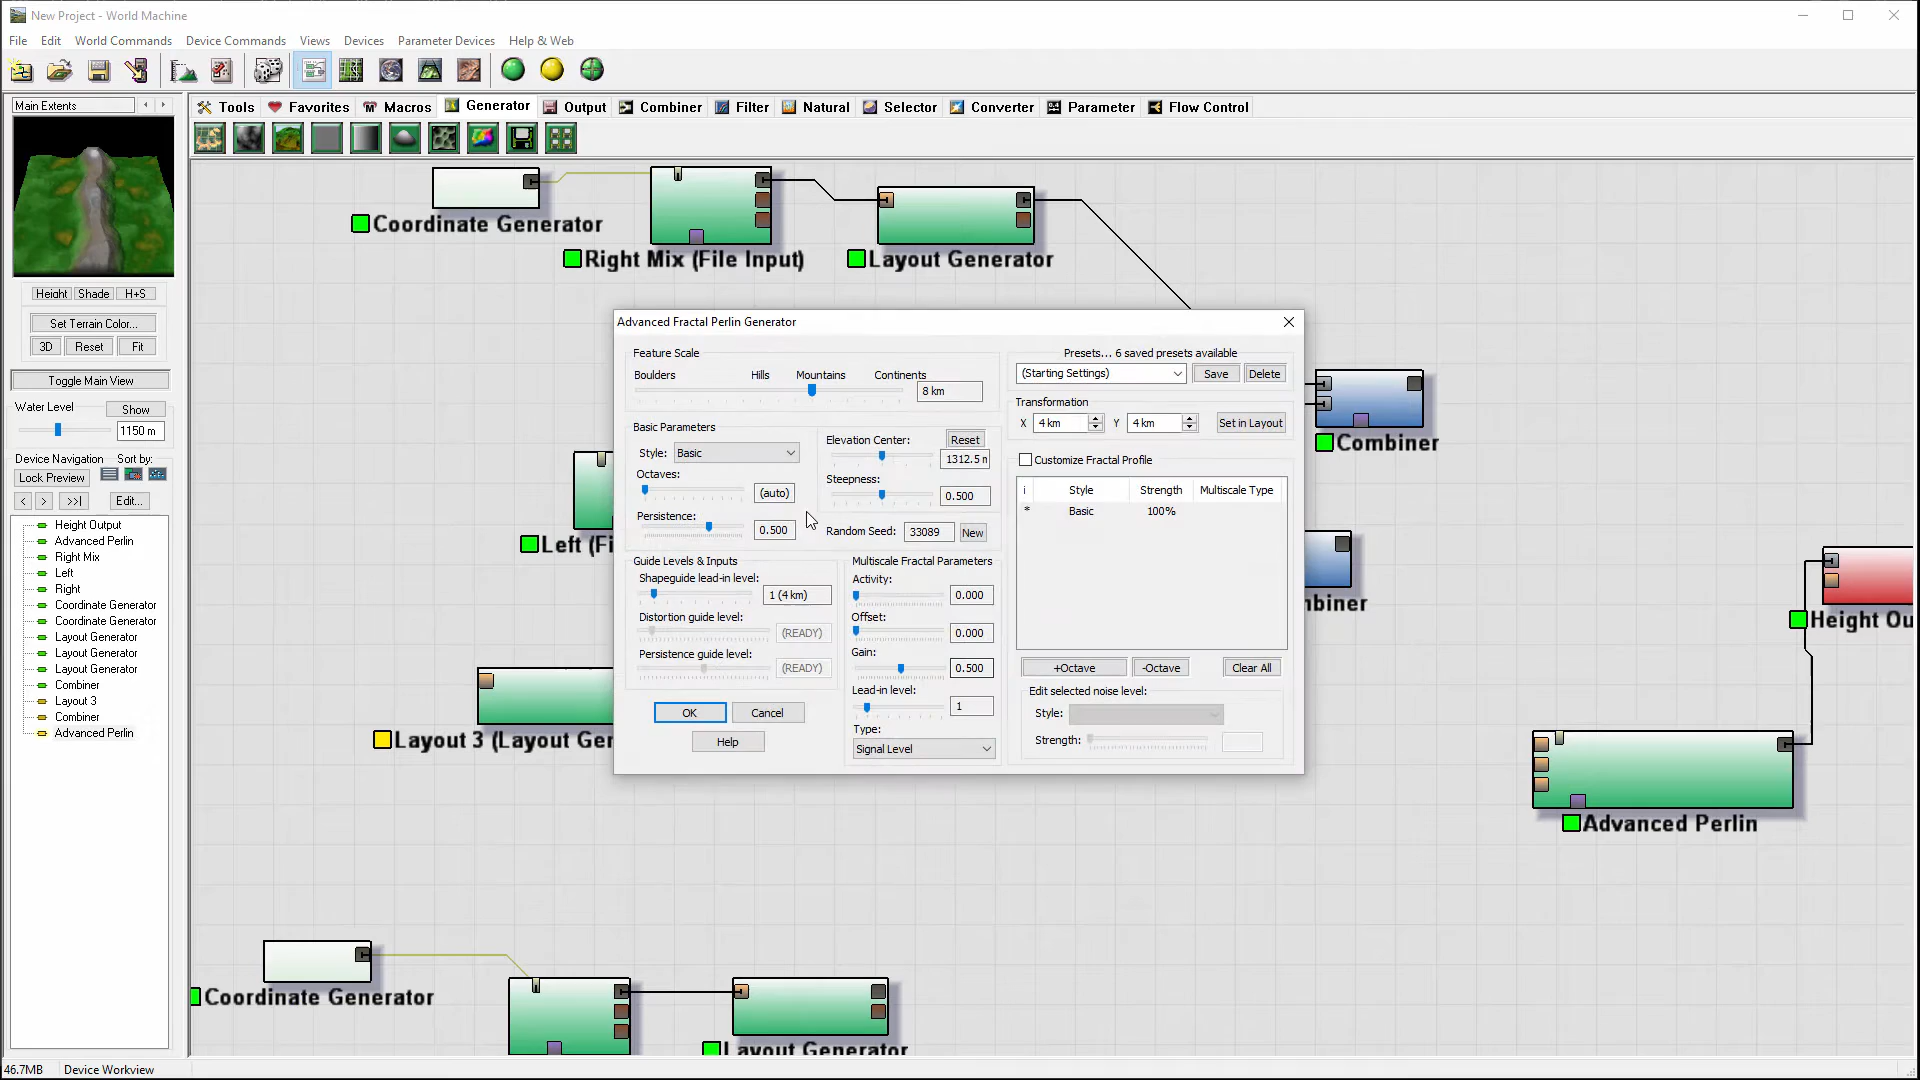 New Project - World Machine
File Edit World Commands Device Commands Views Devices Parameter Devices Help & Web
Main Extents
Tools Favorites Macros Generator Output Combiner Filter Natural Selector Converter Parameter Flow Control
Height Shade H+S
Set Terrain Color...
3D Reset Fit
Toggle Main View
Water Level Show
1150 m
Device Navigation Sort by:
Lock Preview
< > >>| Edit...
Height Output
Advanced Perlin
Right Mix
Left
Right
Coordinate Generator
Coordinate Generator
Layout Generator
Layout Generator
Layout Generator
Combiner
Layout 3
Combiner
Advanced Perlin
46.7MB Device Workview
Coordinate Generator
Right Mix (File Input)
Layout Generator
Combiner
Left (Fi
biner
Height Ou
Layout 3 (Layout Ger
Advanced Perlin
Coordinate Generator
Layout Generator
Advanced Fractal Perlin Generator
Feature Scale
Boulders Hills Mountains Continents
8 km
Basic Parameters
Style: Basic
Octaves:
(auto)
Persistence:
0.500
Elevation Center: Reset
1312.5 m
Steepness:
0.500
Random Seed: 33089 New
Guide Levels & Inputs
Shapeguide lead-in level:
1 (4 km)
Distortion guide level:
(READY)
Persistence guide level:
(READY)
OK Cancel
Help
Multiscale Fractal Parameters
Activity:
0.000
Offset:
0.000
Gain:
0.500
Lead-in level:
1
Type:
Signal Level
Presets... 6 saved presets available
(Starting Settings) Save Delete
Transformation
X 4 km Y 4 km Set in Layout
Customize Fractal Profile
i Style Strength Multiscale Type
* Basic 100%
+Octave -Octave Clear All
Edit selected noise level:
Style:
Strength: